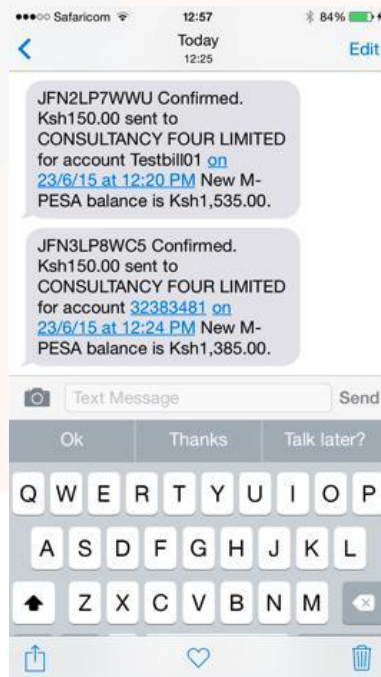 Safaricom 12:57 84%
Today
12:25
Edit
JFN2LP7WWU Confirmed.
Ksh150.00 sent to
CONSULTANCY FOUR LIMITED
for account Testbill01 on
23/6/15 at 12:20 PM New M-
PESA balance is Ksh1,535.00.
JFN3LP8WC5 Confirmed.
Ksh150.00 sent to
CONSULTANCY FOUR LIMITED
for account 32383481 on
23/6/15 at 12:24 PM New M-
PESA balance is Ksh1,385.00.
Text Message Send
Ok Thanks Talk later?
Q W E R T Y U I O P
A S D F G H J K L
Z X C V B N M